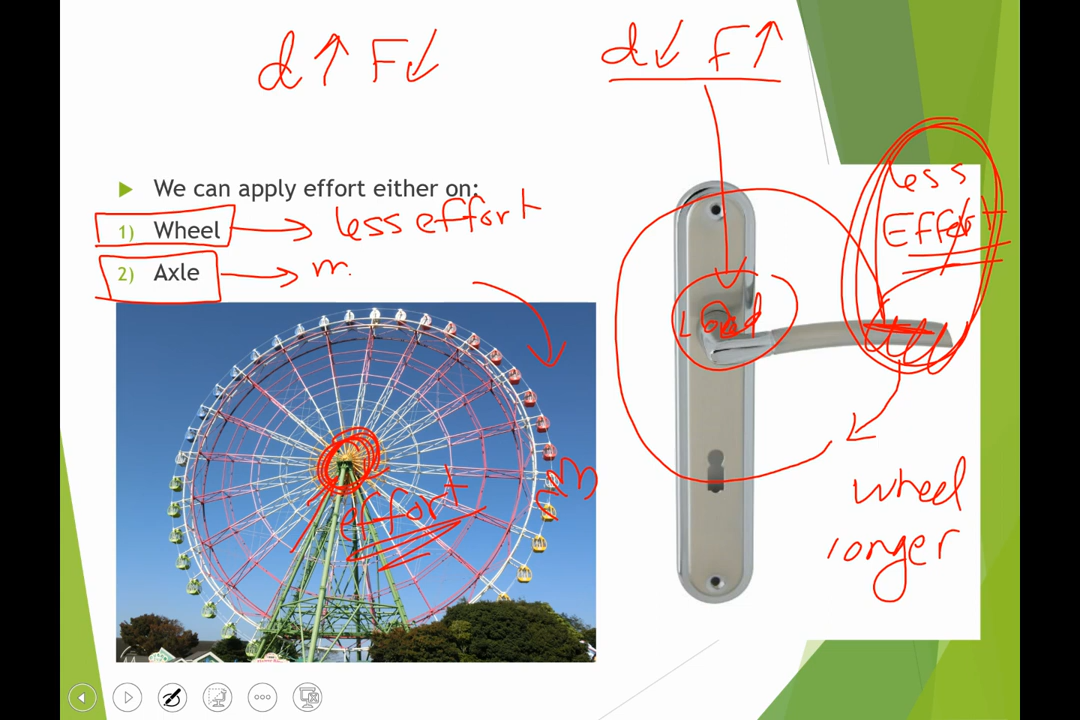 d↑ F↓
d↓ F↑
We can apply effort either on:
1) Wheel → less effort
2) Axle → m.
less
Effort
Load
effort
wheel
longer